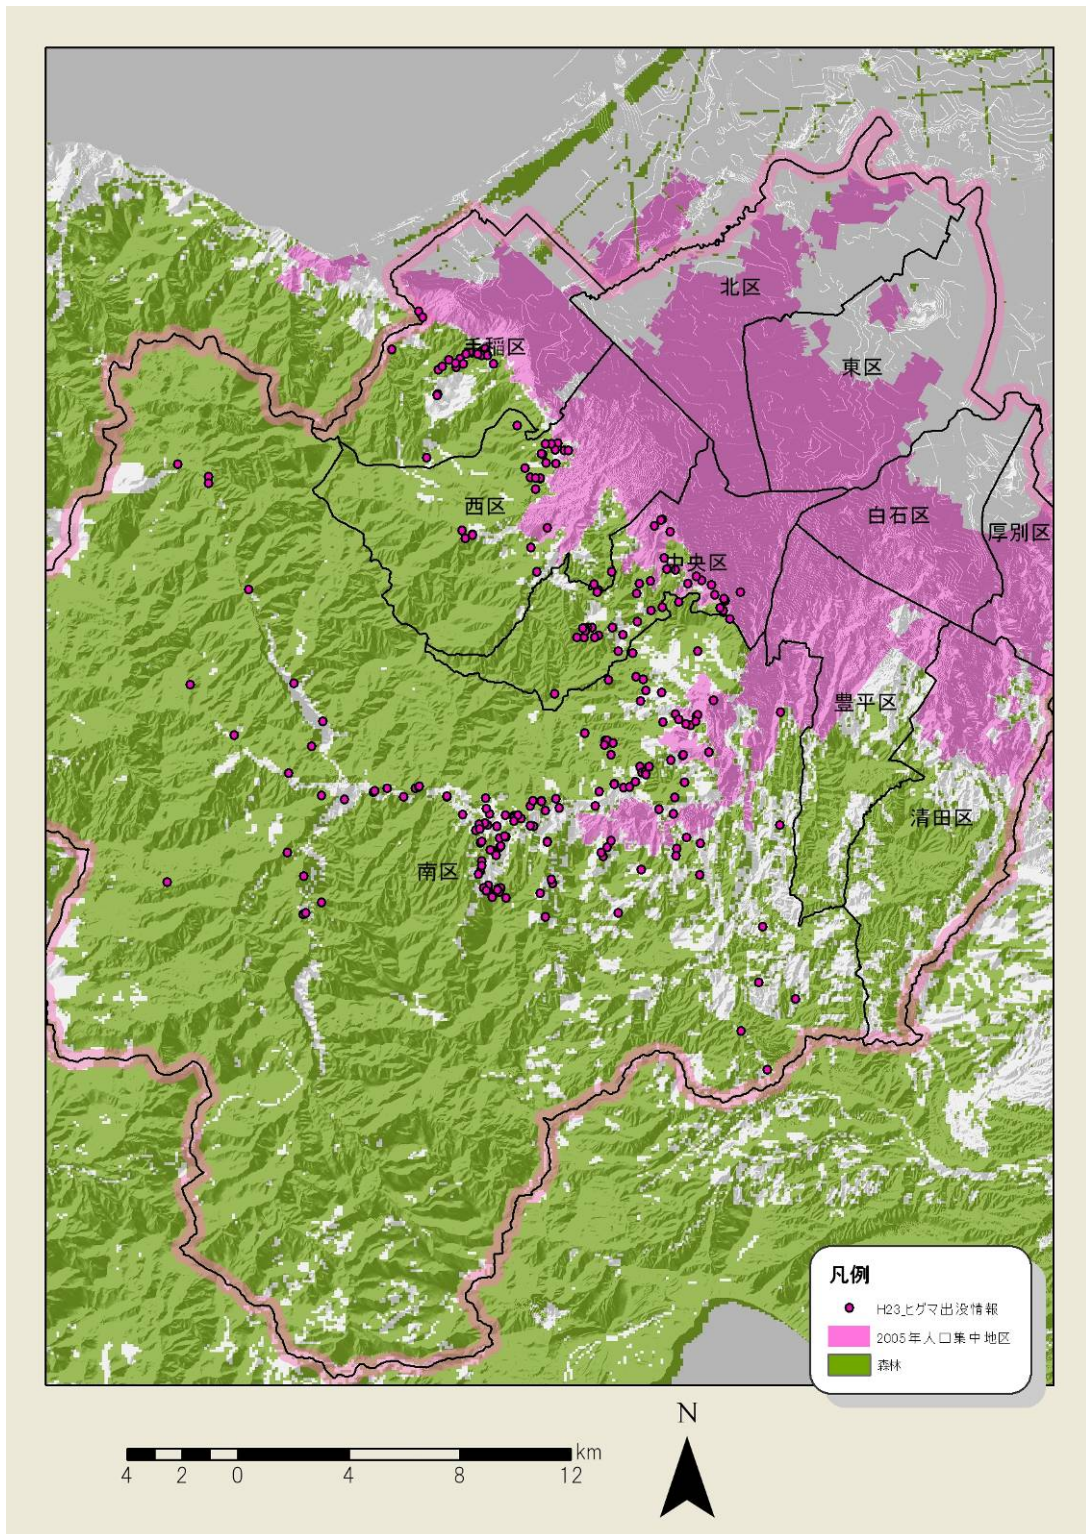 北区
手稲区
東区
西区
白石区
厚別区
中央区
豊平区
清田区
南区
凡例
H23_ヒグマ出没情報
2005年人口集中地区
森林
N
km
4 2 0 4 8 12